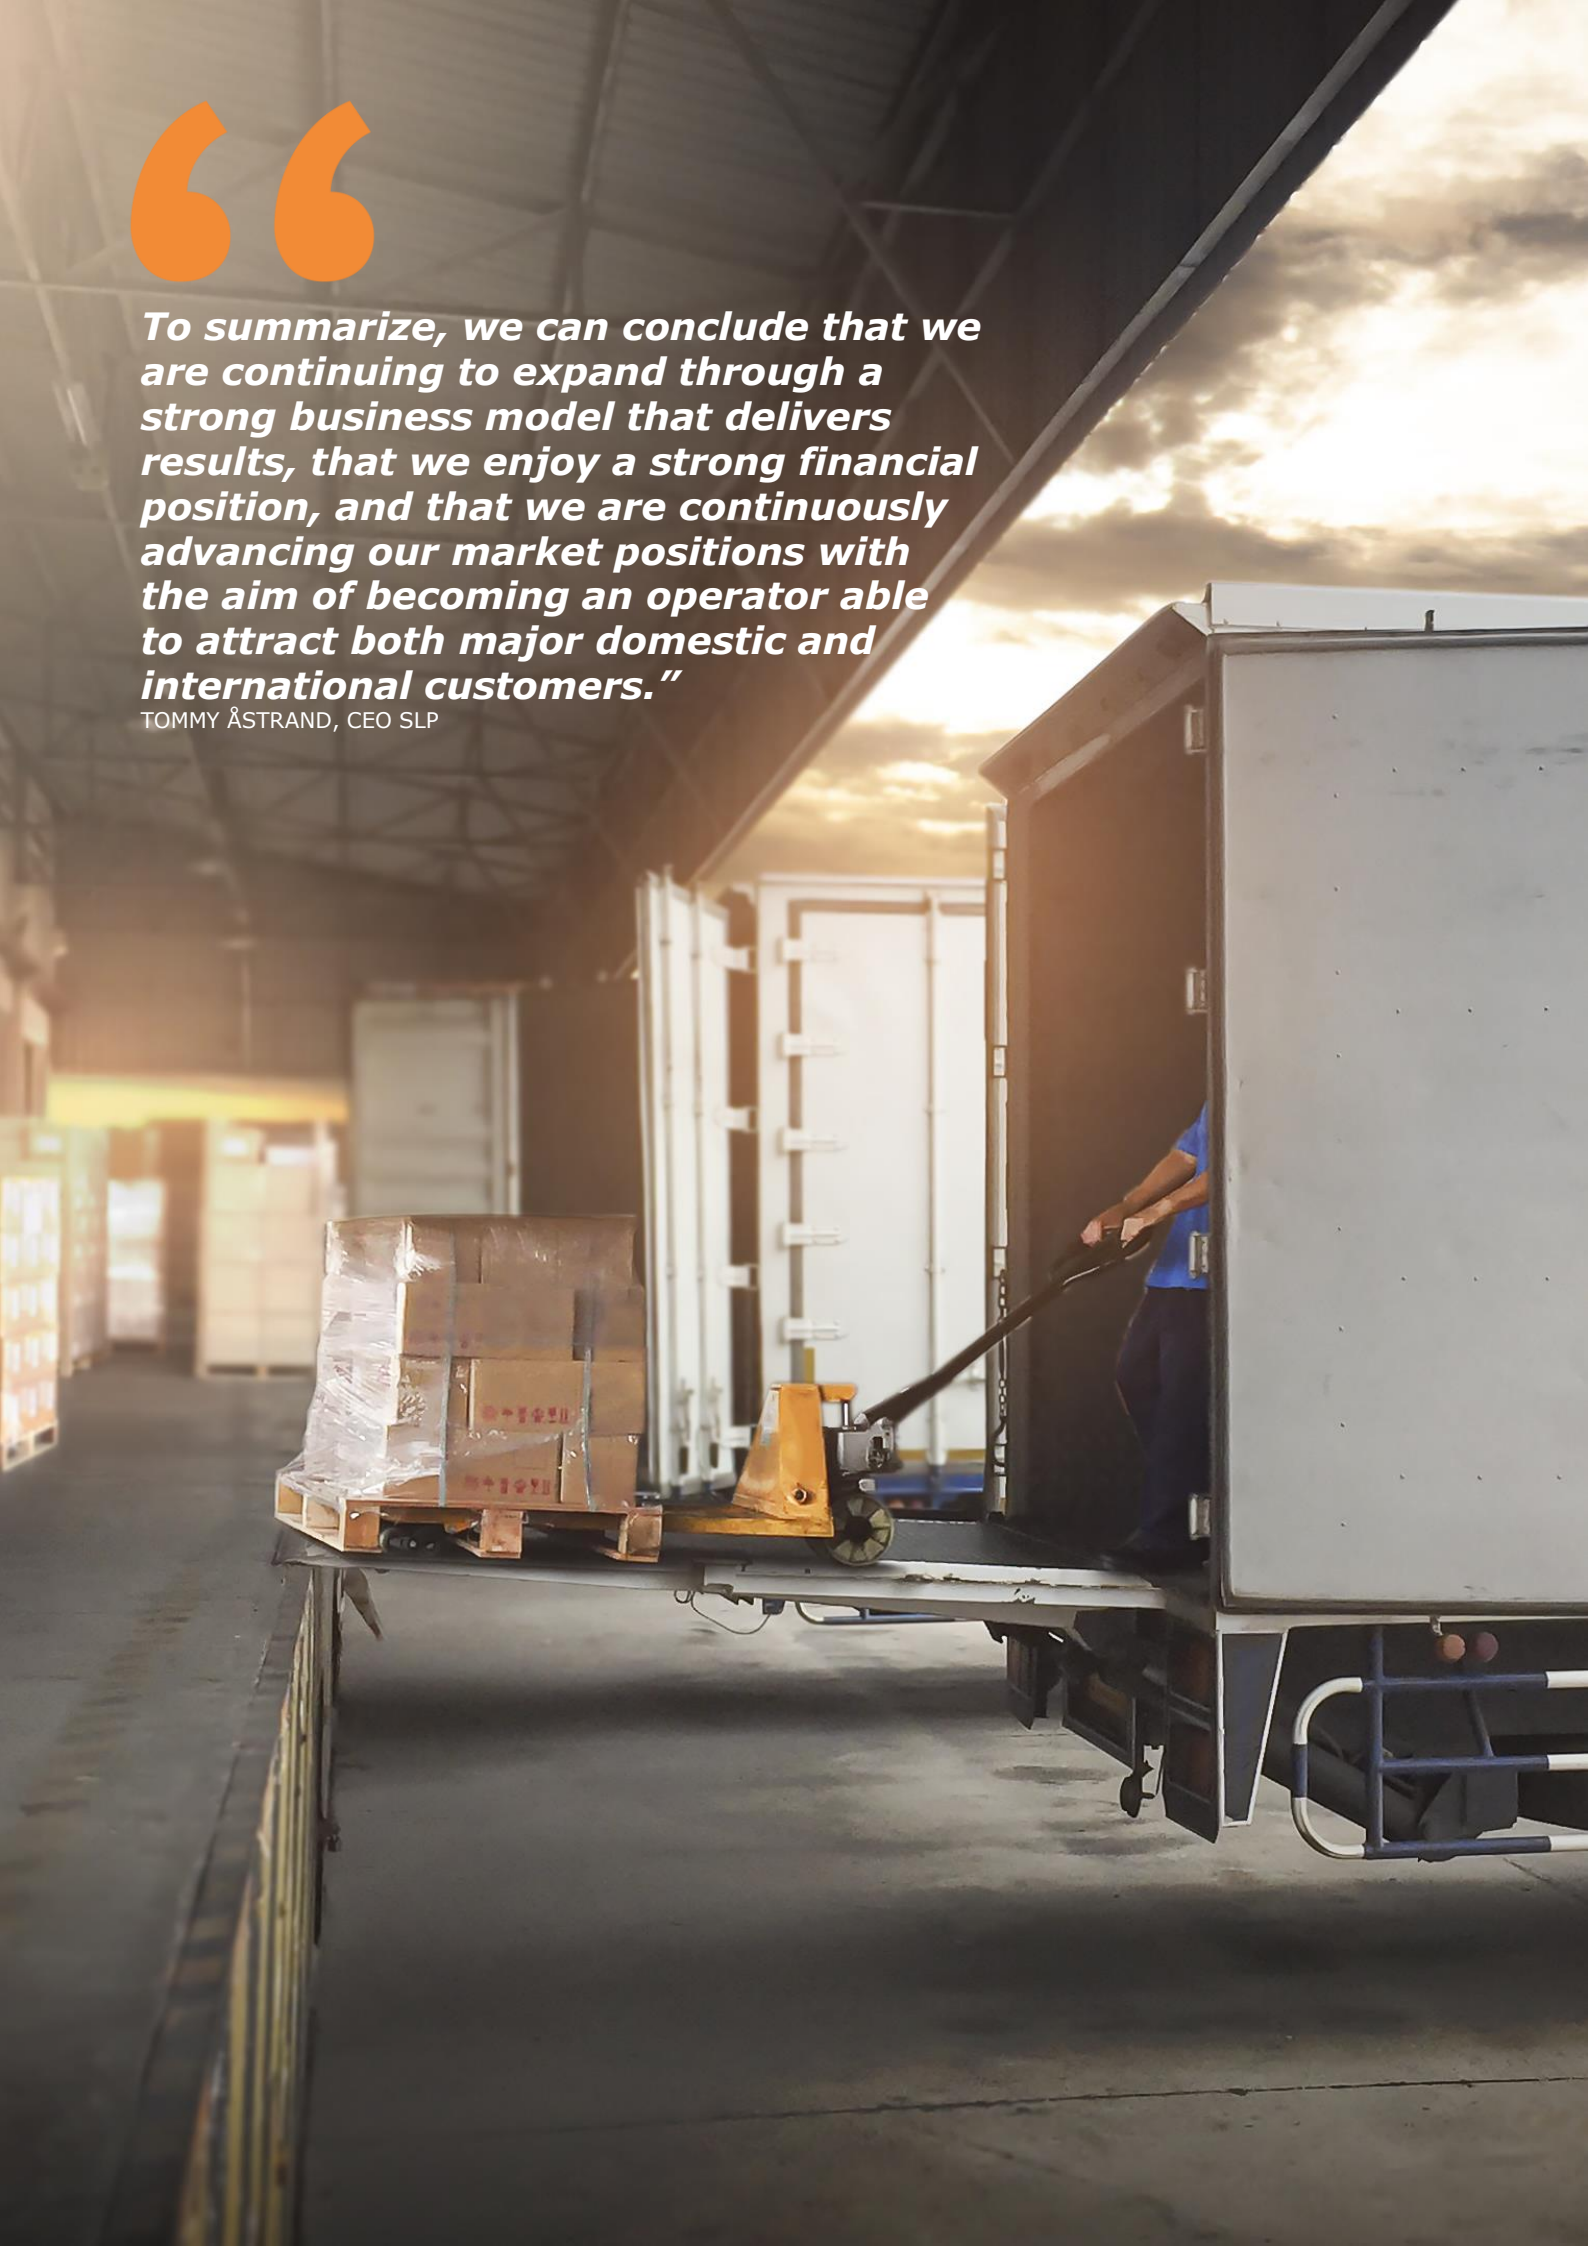 “
To summarize, we can conclude that we
are continuing to expand through a
strong business model that delivers
results, that we enjoy a strong financial
position, and that we are continuously
advancing our market positions with
the aim of becoming an operator able
to attract both major domestic and
international customers.”
TOMMY ÅSTRAND, CEO SLP